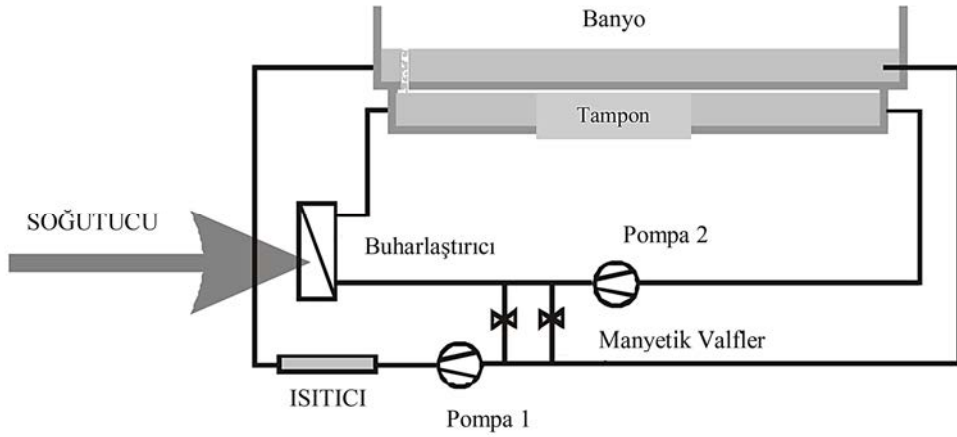 Banyo
Tampon
SOĞUTUCU
Buharlaştırıcı
Pompa 2
Manyetik Valfler
ISITICI
Pompa 1